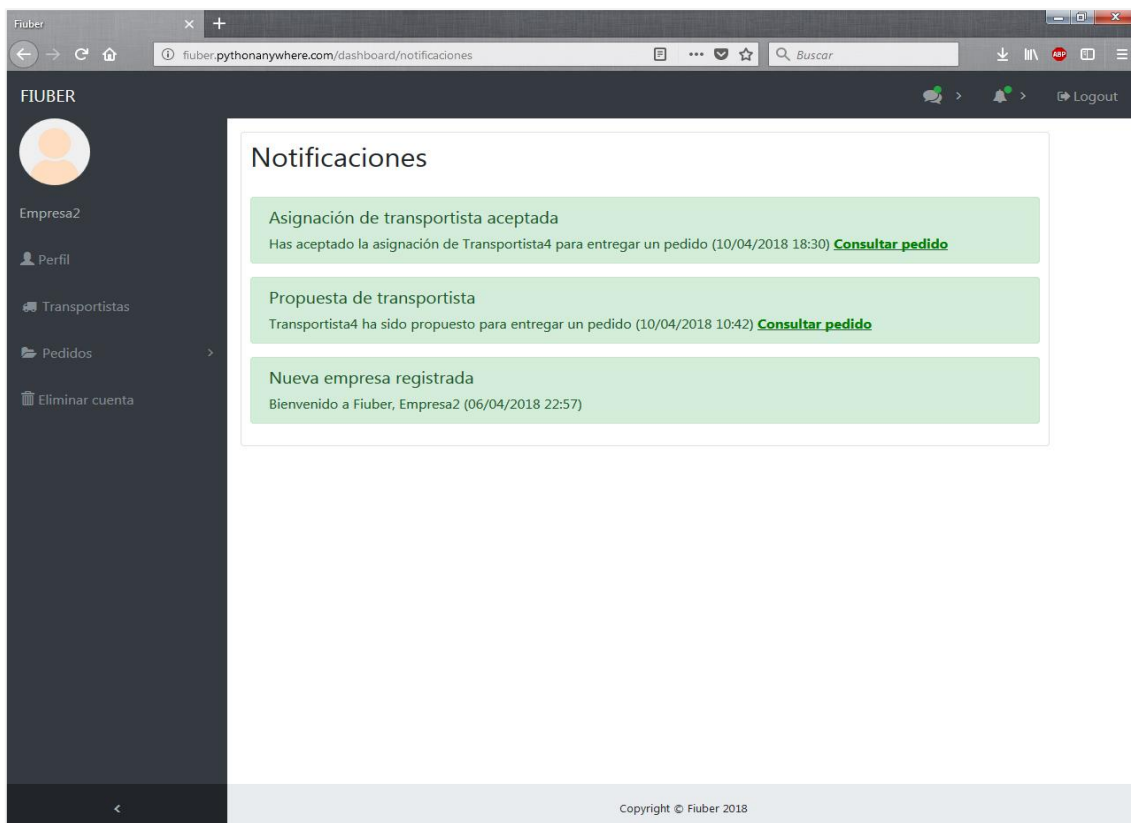 Fiuber
fiuber.pythonanywhere.com/dashboard/notificaciones
Buscar
ABP
FIUBER
Logout
Empresa2
Perfil
Transportistas
Pedidos
Eliminar cuenta
Notificaciones
Asignación de transportista aceptada
Has aceptado la asignación de Transportista4 para entregar un pedido (10/04/2018 18:30) Consultar pedido
Propuesta de transportista
Transportista4 ha sido propuesto para entregar un pedido (10/04/2018 10:42) Consultar pedido
Nueva empresa registrada
Bienvenido a Fiuber, Empresa2 (06/04/2018 22:57)
Copyright © Fiuber 2018